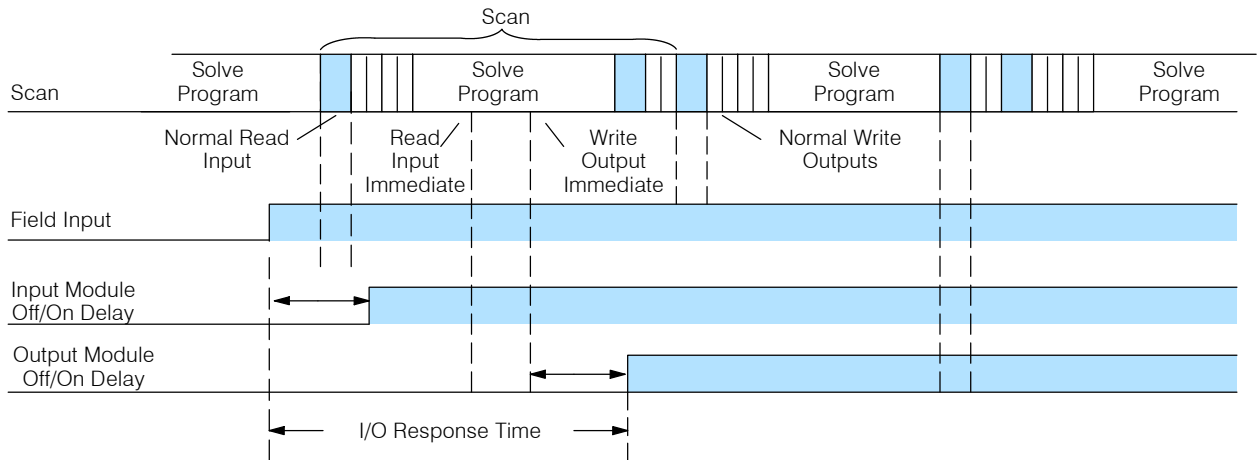 Scan
Scan
Solve
Program
Solve
Program
Solve
Program
Solve
Program
Normal Read
Input
Read
Input
Immediate
Write
Output
Immediate
Normal Write
Outputs
Field Input
Input Module
Off/On Delay
Output Module
Off/On Delay
I/O Response Time